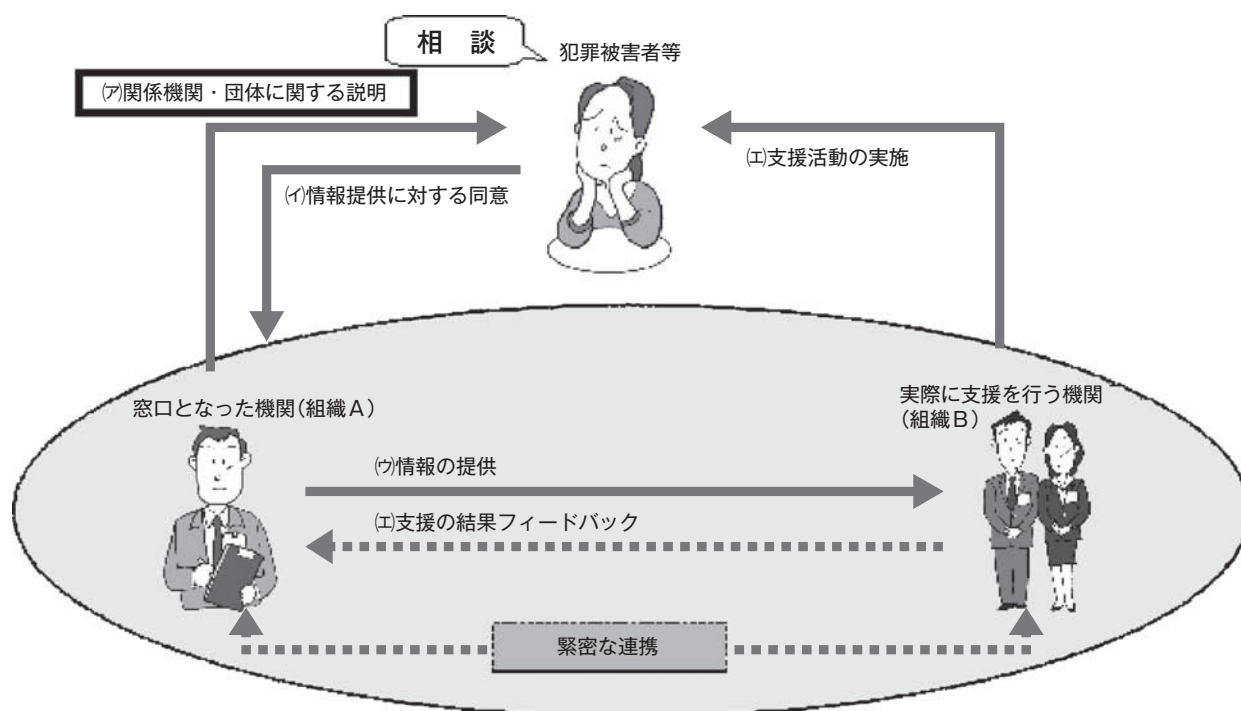 相　談
犯罪被害者等
㋐関係機関・団体に関する説明
㋓支援活動の実施
㋑情報提供に対する同意
窓口となった機関（組織Ａ）
実際に支援を行う機関
（組織Ｂ）
㋒情報の提供
㋓支援の結果フィードバック
緊密な連携